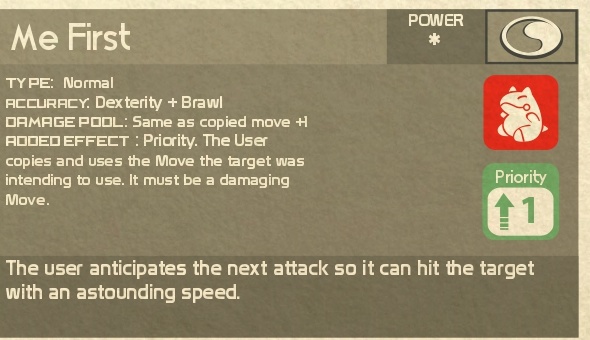 Me First
POWER
*
TYPE: Normal
ACCURACY: Dexterity + Brawl
DAMAGE POOL: Same as copied move +1
ADDED EFFECT : Priority. The User
copies and uses the Move the target was
intending to use. It must be a damaging
Move.
Priority
1
The user anticipates the next attack so it can hit the target
with an astounding speed.